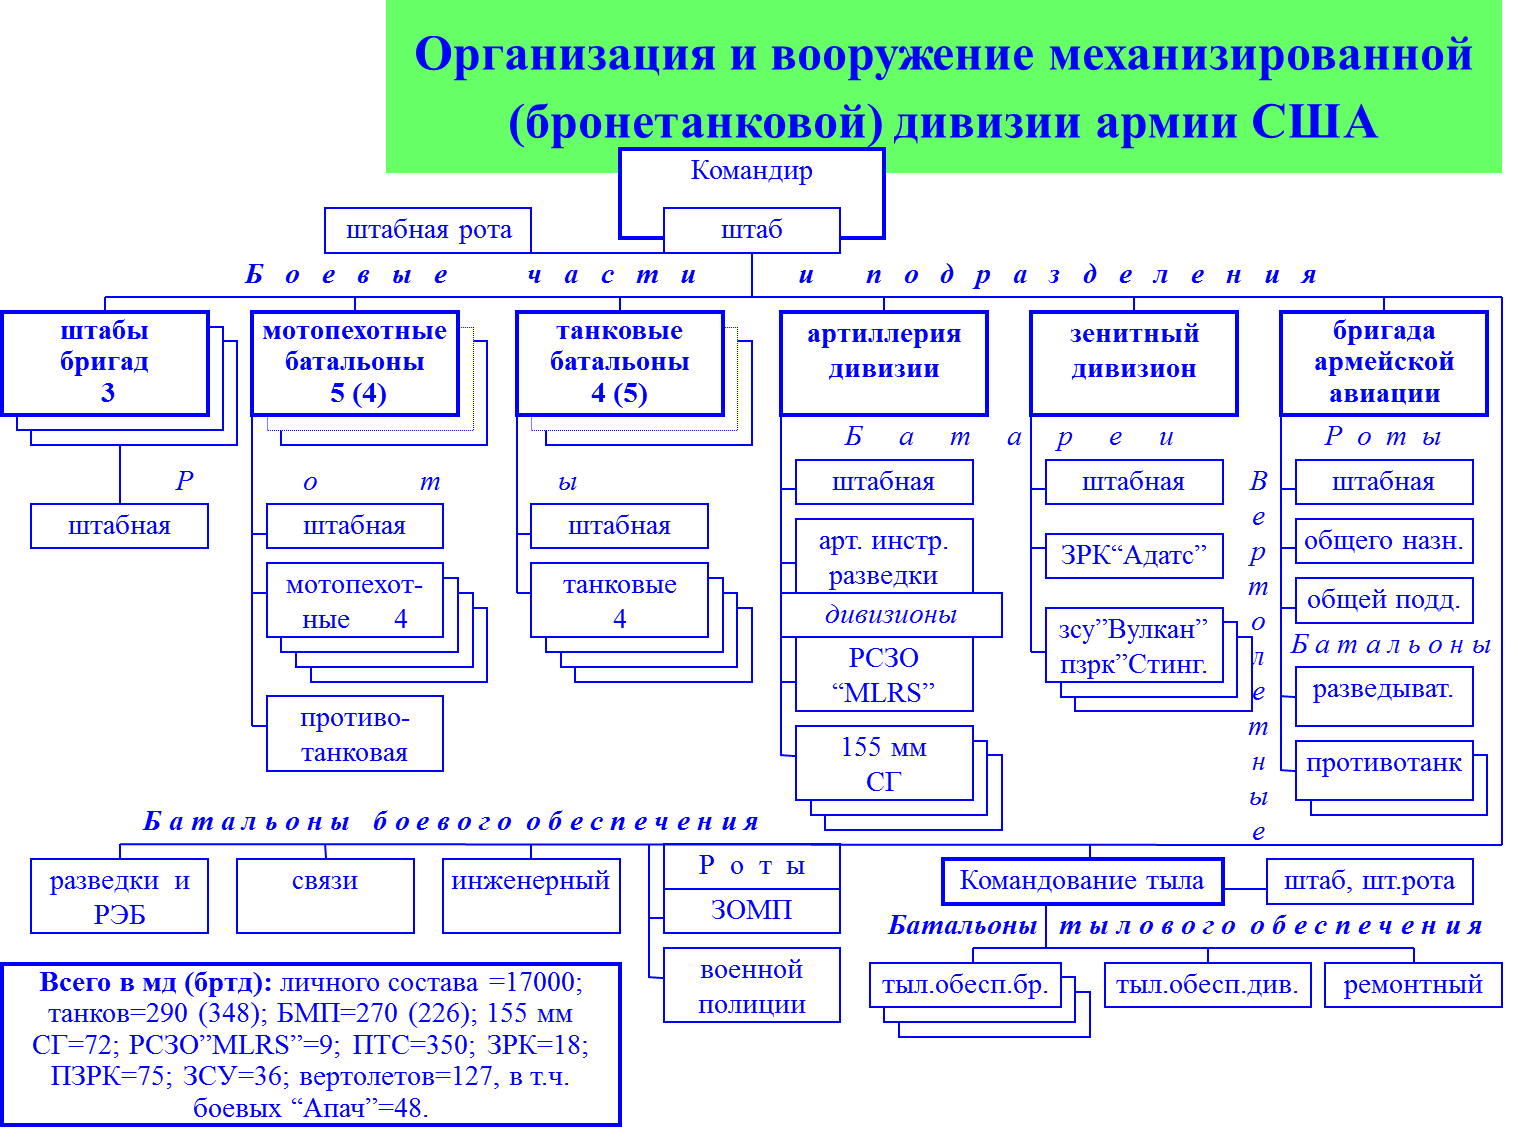 Организация и вооружение механизированной
(бронетанковой) дивизии армии США
Командир
штабная рота
штаб
Боевые части и подразделения
штабы
бригад
3
мотопехотные
батальоны
5 (4)
танковые
батальоны
4 (5)
артиллерия
дивизии
зенитный
дивизион
бригада
армейской
авиации
Роты
штабная
штабная
мотопехот-
ные 4
противо-
танковая
штабная
танковые
4
Батареи
штабная
арт. инстр.
разведки
дивизионы
РСЗО
“MLRS”
155 мм
СГ
штабная
ЗРК“Адатс”
зсу”Вулкан”
пзрк”Стинг.
Вертолетные
Роты
штабная
общего назн.
общей подд.
Батальоны
разведыват.
противотанк
Батальоны боевого обеспечения
разведки и
РЭБ
связи
инженерный
Роты
ЗОМП
военной
полиции
Командование тыла
штаб, шт.рота
Батальоны тылового обеспечения
тыл.обесп.бр.
тыл.обесп.див.
ремонтный
Всего в мд (бртд): личного состава =17000;
танков=290 (348); БМП=270 (226); 155 мм
СГ=72; РСЗО”MLRS”=9; ПТС=350; ЗРК=18;
ПЗРК=75; ЗСУ=36; вертолетов=127, в т.ч.
боевых “Апач”=48.